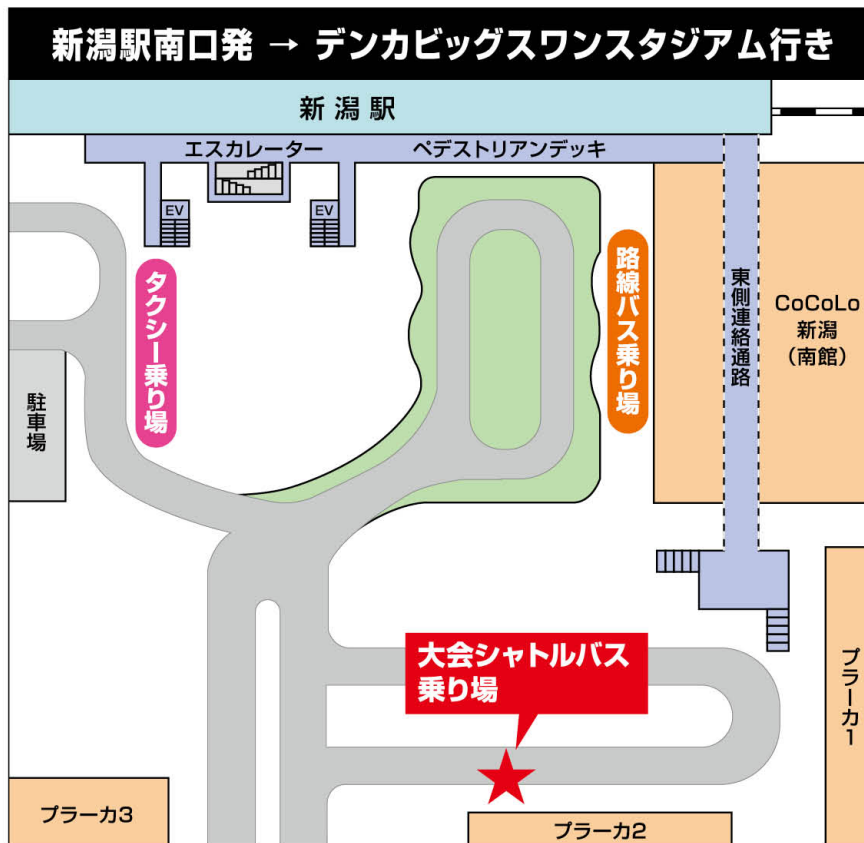 新潟駅南口発 → デンカビッグスワンスタジアム行き
新潟駅
エスカレーター
ペデストリアンデッキ
EV
EV
タクシー乗り場
路線バス乗り場
東側連絡通路
CoCoLo
新潟
（南館）
駐車場
大会シャトルバス
乗り場
プラーカ1
プラーカ3
プラーカ2